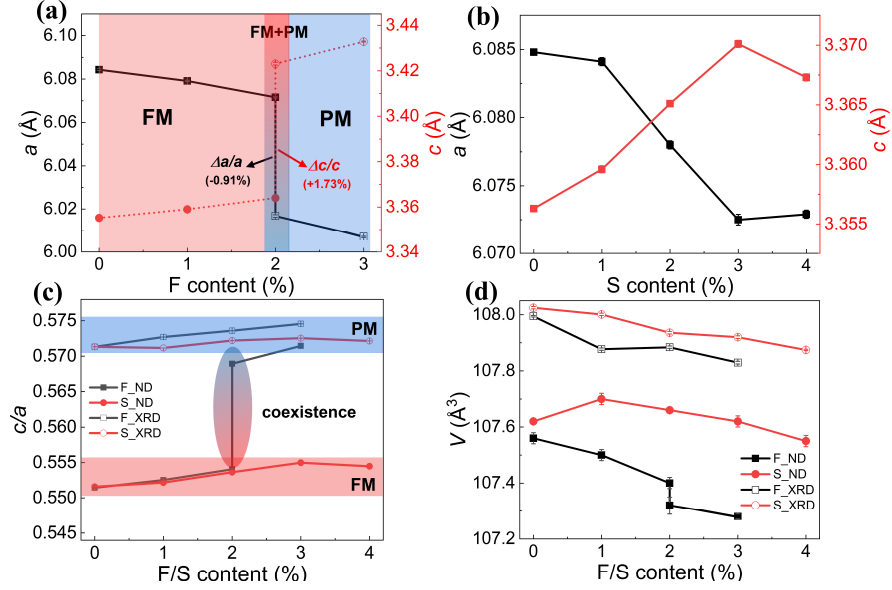 (a)
FM+PM
FM
PM
Δa/a
(-0.91%)
Δc/c
(+1.73%)
6.10
6.08
6.06
6.04
6.02
6.00
a (Å)
3.44
3.42
3.40
3.38
3.36
3.34
c (Å)
0 1 2 3
F content (%)
(b)
6.085
6.080
6.075
6.070
a (Å)
3.370
3.365
3.360
3.355
c (Å)
0 1 2 3 4
S content (%)
(c)
0.575
0.570
0.565
0.560
0.555
0.550
0.545
c/a
PM
F_ND
S_ND
F_XRD
S_XRD
coexistence
FM
0 1 2 3 4
F/S content (%)
(d)
108.0
107.8
107.6
107.4
107.2
V (Å³)
F_ND
S_ND
F_XRD
S_XRD
0 1 2 3 4
F/S content (%)